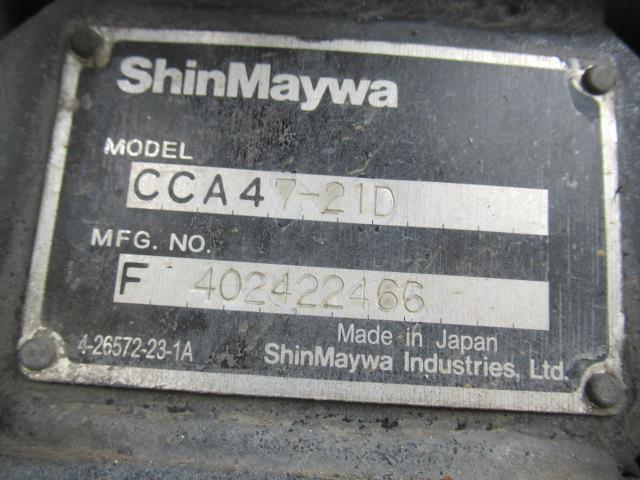 ShinMaywa
MODEL
CCA47-21D
MFG. NO.
F 402422466
Made in Japan
4-26572-23-1A
ShinMaywa Industries, Ltd.